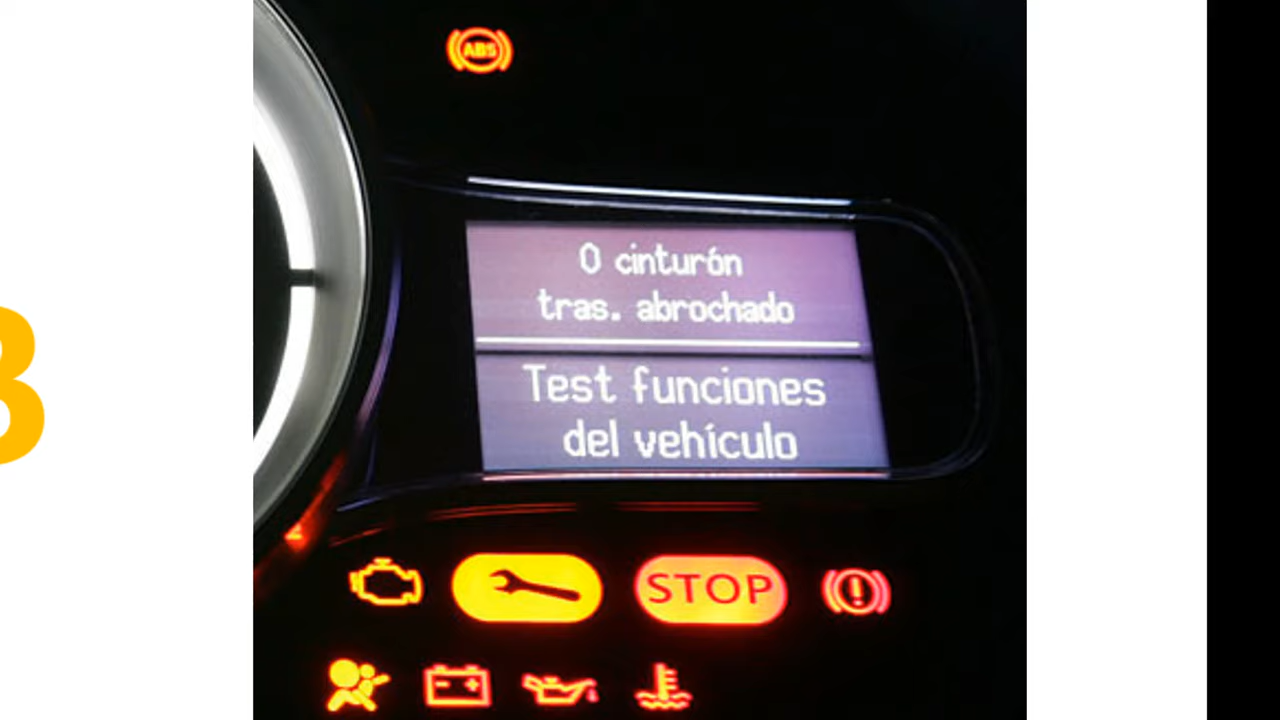 ABS
0 cinturón
tras. abrochado
Test funciones
del vehículo
STOP